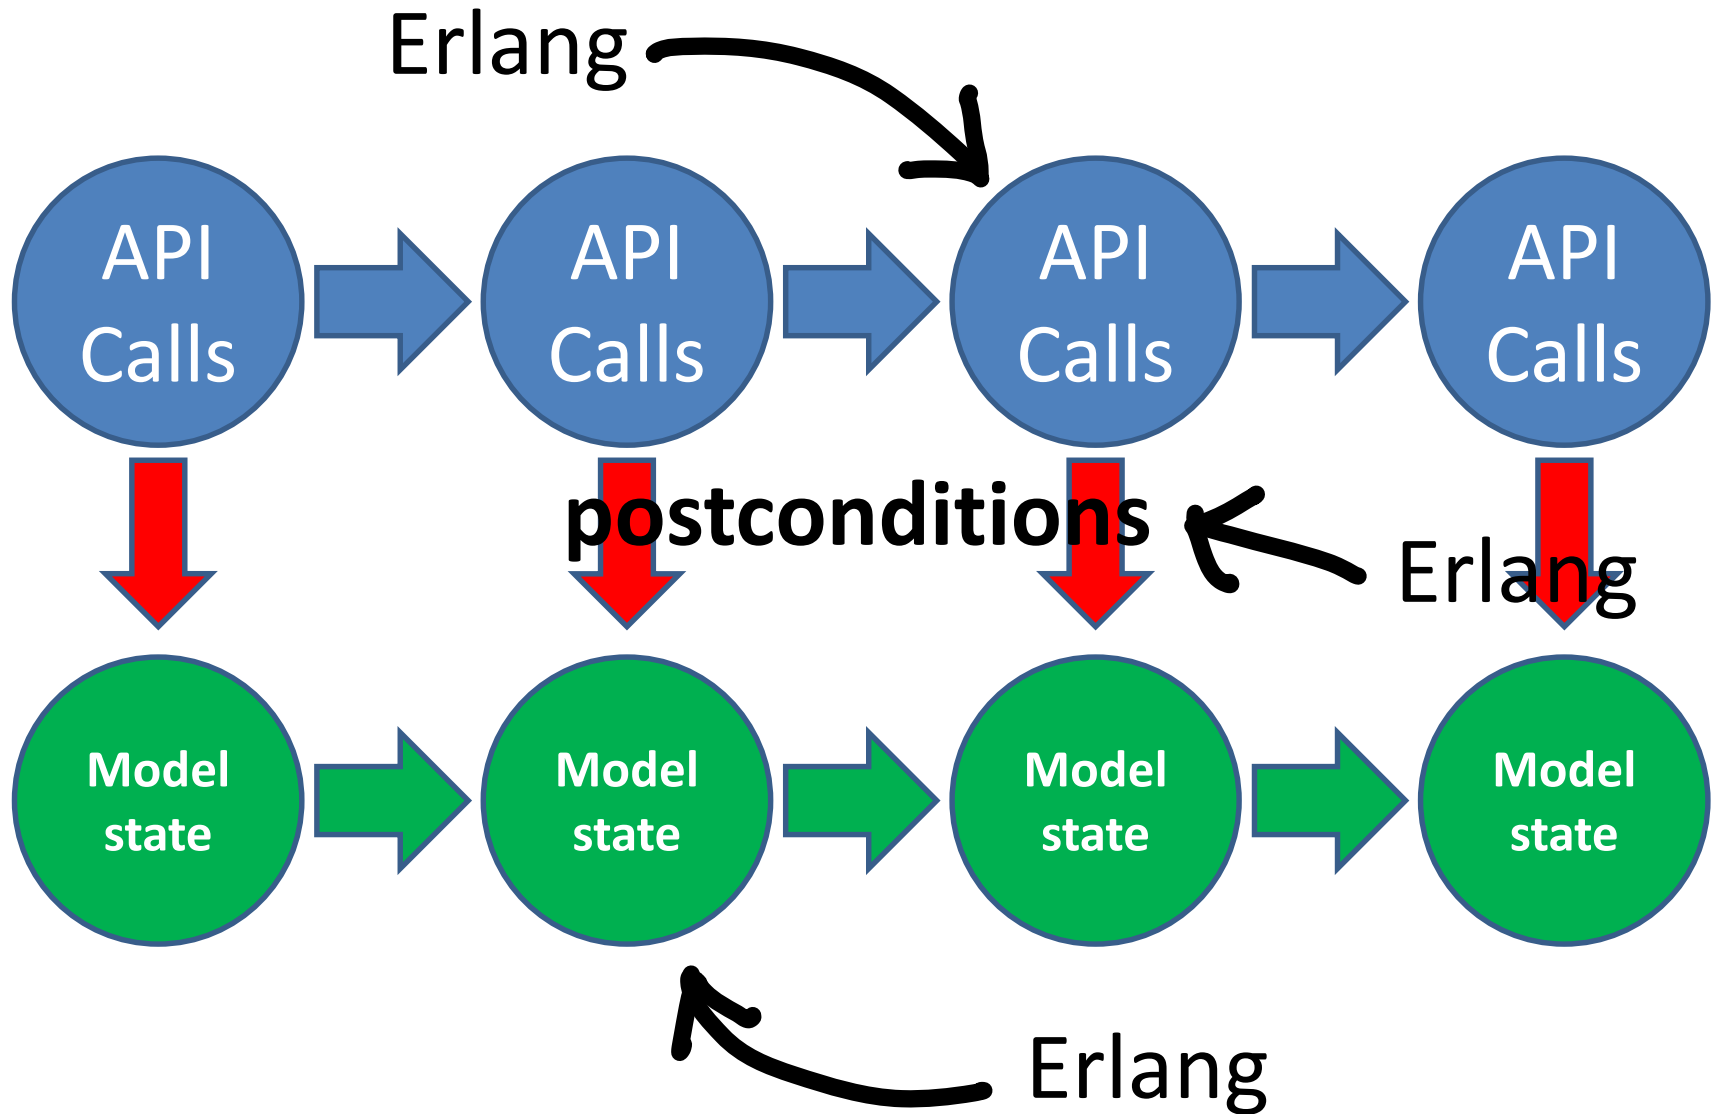 Erlang
API
Calls
API
Calls
API
Calls
API
Calls
postconditions
Erlang
Model
state
Model
state
Model
state
Model
state
Erlang